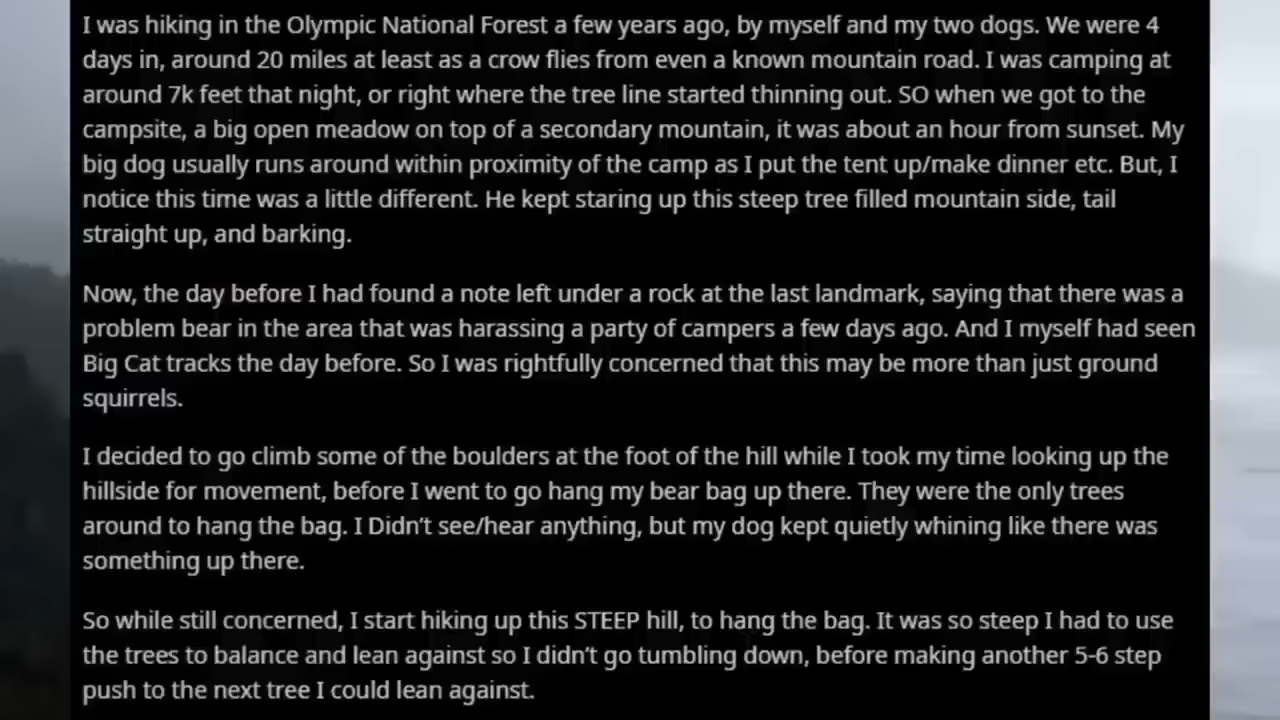 I was hiking in the Olympic National Forest a few years ago, by myself and my two dogs. We were 4
days in, around 20 miles at least as a crow flies from even a known mountain road. I was camping at
around 7k feet that night, or right where the tree line started thinning out. SO when we got to the
campsite, a big open meadow on top of a secondary mountain, it was about an hour from sunset. My
big dog usually runs around within proximity of the camp as I put the tent up/make dinner etc. But, I
notice this time was a little different. He kept staring up this steep tree filled mountain side, tail
straight up, and barking.
Now, the day before I had found a note left under a rock at the last landmark, saying that there was a
problem bear in the area that was harassing a party of campers a few days ago. And I myself had seen
Big Cat tracks the day before. So I was rightfully concerned that this may be more than just ground
squirrels.
I decided to go climb some of the boulders at the foot of the hill while I took my time looking up the
hillside for movement, before I went to go hang my bear bag up there. They were the only trees
around to hang the bag. I Didn't see/hear anything, but my dog kept quietly whining like there was
something up there.
So while still concerned, I start hiking up this STEEP hill, to hang the bag. It was so steep I had to use
the trees to balance and lean against so I didn't go tumbling down, before making another 5-6 step
push to the next tree I could lean against.